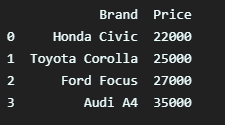 Brand Price
0 Honda Civic 22000
1 Toyota Corolla 25000
2 Ford Focus 27000
3 Audi A4 35000